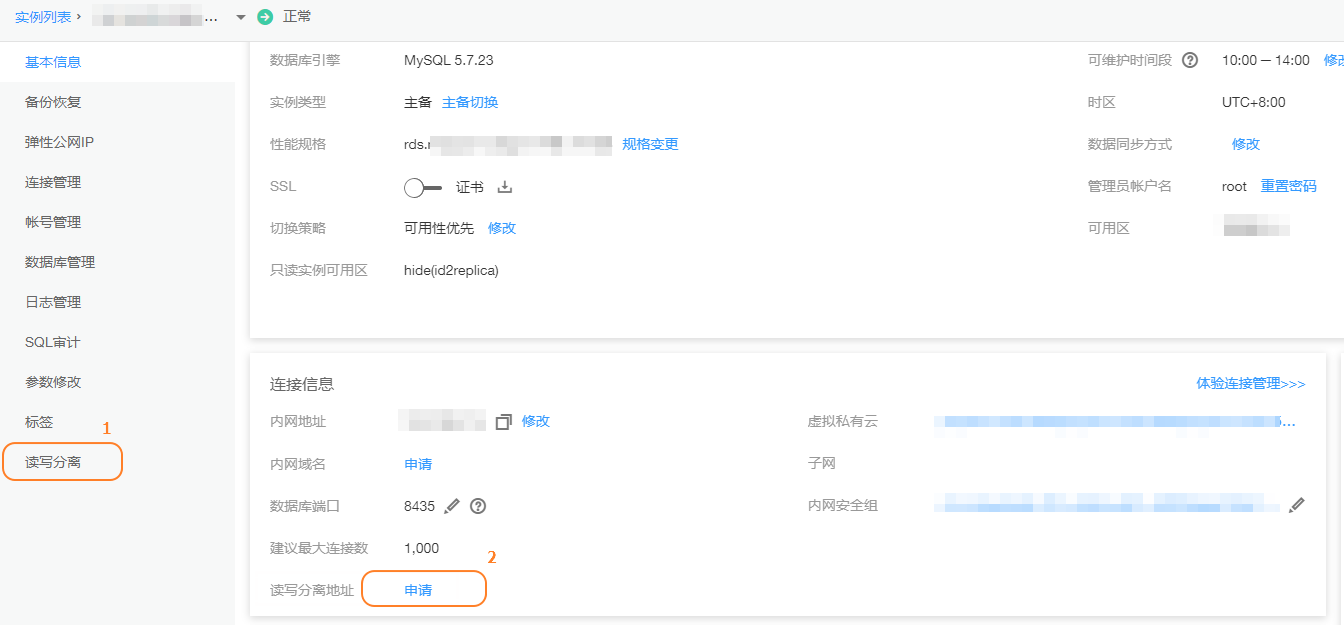 实例列表 › ... 正常
基本信息
备份恢复
弹性公网IP
连接管理
帐号管理
数据库管理
日志管理
SQL审计
参数修改
标签
1
读写分离
数据库引擎 MySQL 5.7.23
可维护时间段 10:00 — 14:00 修改
实例类型 主备 主备切换
时区 UTC+8:00
性能规格 rds. 规格变更
数据同步方式 修改
SSL 证书
管理员帐户名 root 重置密码
切换策略 可用性优先 修改
可用区
只读实例可用区 hide(id2replica)
连接信息
体验连接管理>>>
内网地址 修改
虚拟私有云 ...
内网域名 申请
子网
数据库端口 8435
内网安全组
建议最大连接数 1,000
2
读写分离地址 申请